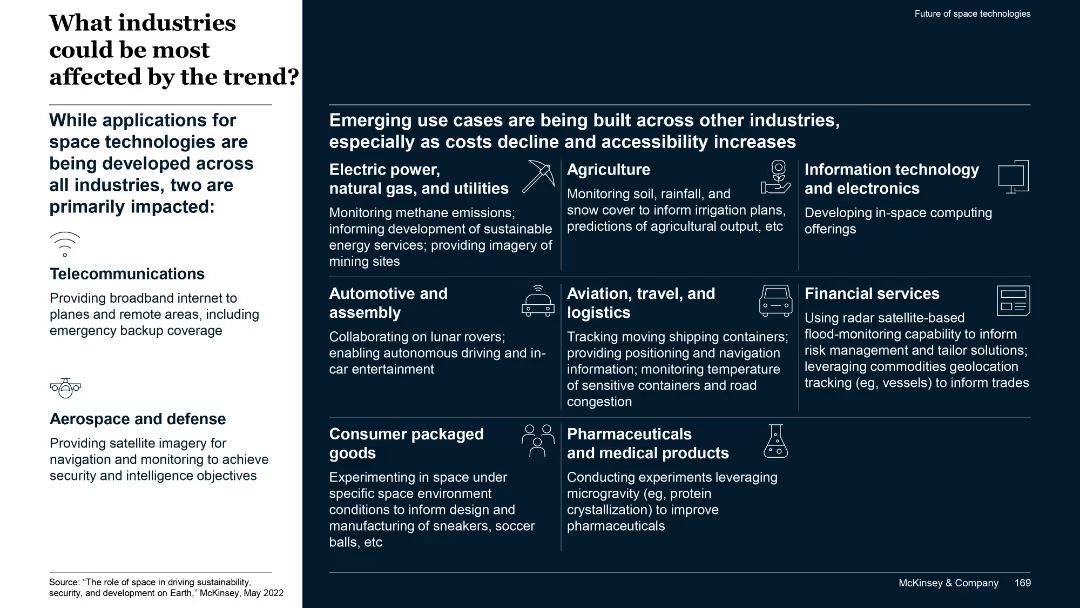 What industries
could be most
affected by the trend?
While applications for
space technologies are
being developed across
all industries, two are
primarily impacted:
Telecommunications
Providing broadband internet to
planes and remote areas, including
emergency backup coverage
Aerospace and defense
Providing satellite imagery for
navigation and monitoring to achieve
security and intelligence objectives
Source: “The role of space in driving sustainability,
security, and development on Earth,” McKinsey, May 2022
Future of space technologies
Emerging use cases are being built across other industries,
especially as costs decline and accessibility increases
Electric power,
natural gas, and utilities
Monitoring methane emissions;
informing development of sustainable
energy services; providing imagery of
mining sites
Agriculture
Monitoring soil, rainfall, and
snow cover to inform irrigation plans,
predictions of agricultural output, etc
Information technology
and electronics
Developing in-space computing
offerings
Automotive and
assembly
Collaborating on lunar rovers;
enabling autonomous driving and in-
car entertainment
Aviation, travel, and
logistics
Tracking moving shipping containers;
providing positioning and navigation
information; monitoring temperature
of sensitive containers and road
congestion
Financial services
Using radar satellite-based
flood-monitoring capability to inform
risk management and tailor solutions;
leveraging commodities geolocation
tracking (eg, vessels) to inform trades
Consumer packaged
goods
Experimenting in space under
specific space environment
conditions to inform design and
manufacturing of sneakers, soccer
balls, etc
Pharmaceuticals
and medical products
Conducting experiments leveraging
microgravity (eg, protein
crystallization) to improve
pharmaceuticals
McKinsey & Company 169